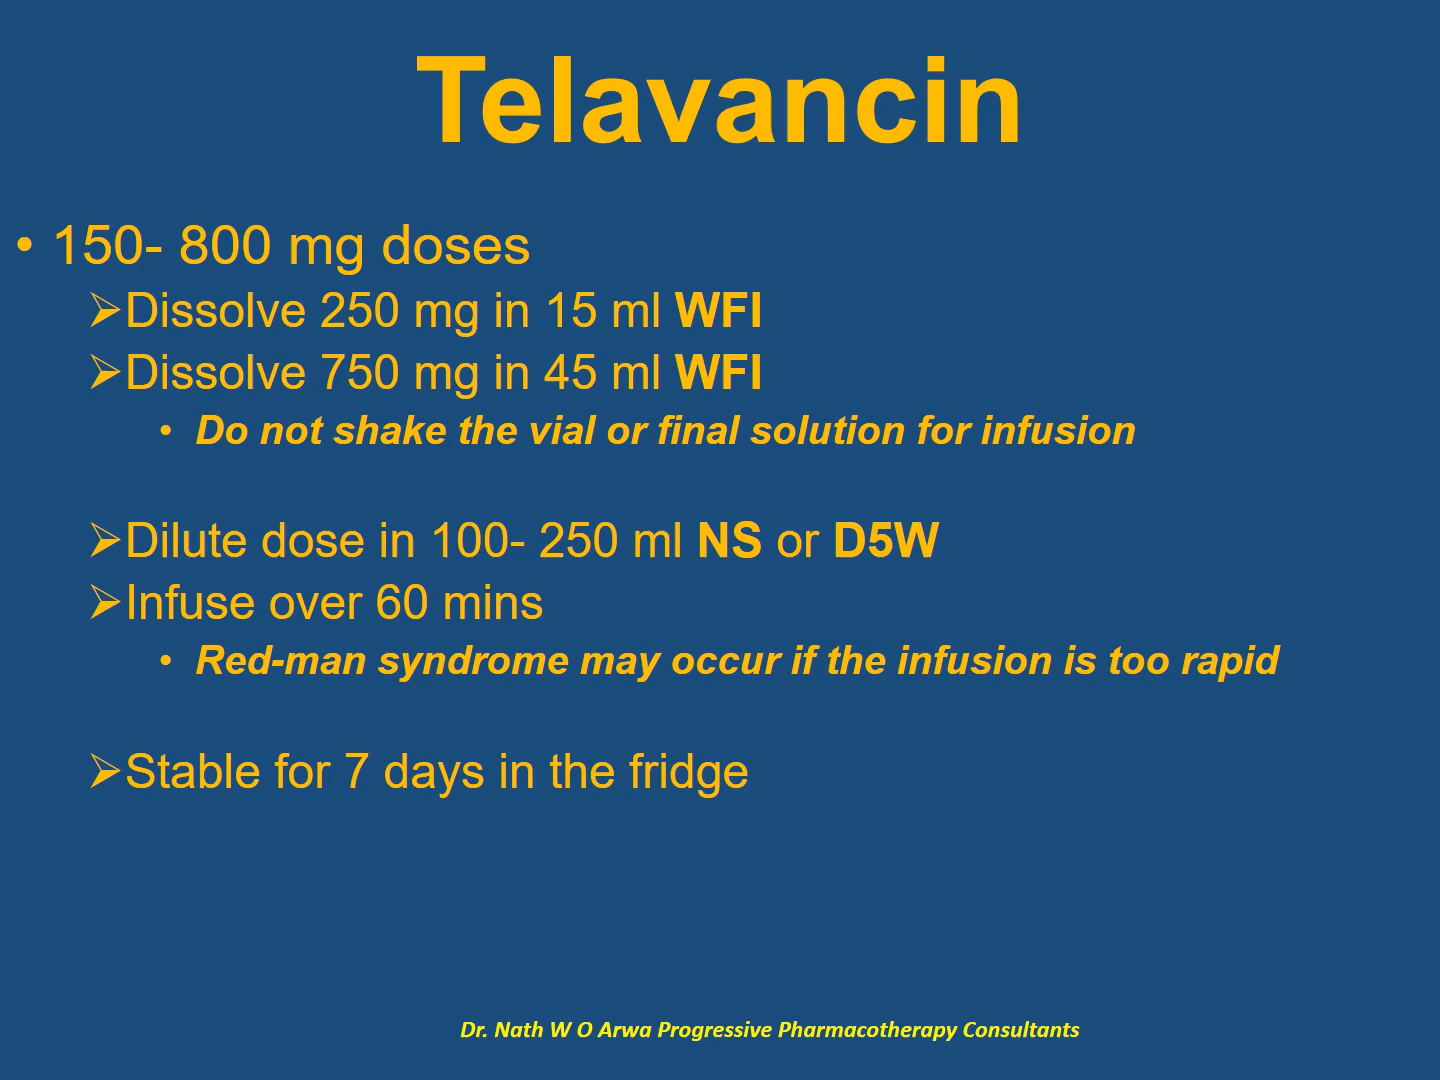 Telavancin
• 150- 800 mg doses
➢Dissolve 250 mg in 15 ml WFI
➢Dissolve 750 mg in 45 ml WFI
• Do not shake the vial or final solution for infusion
➢Dilute dose in 100- 250 ml NS or D5W
➢Infuse over 60 mins
• Red-man syndrome may occur if the infusion is too rapid
➢Stable for 7 days in the fridge
Dr. Nath W O Arwa Progressive Pharmacotherapy Consultants